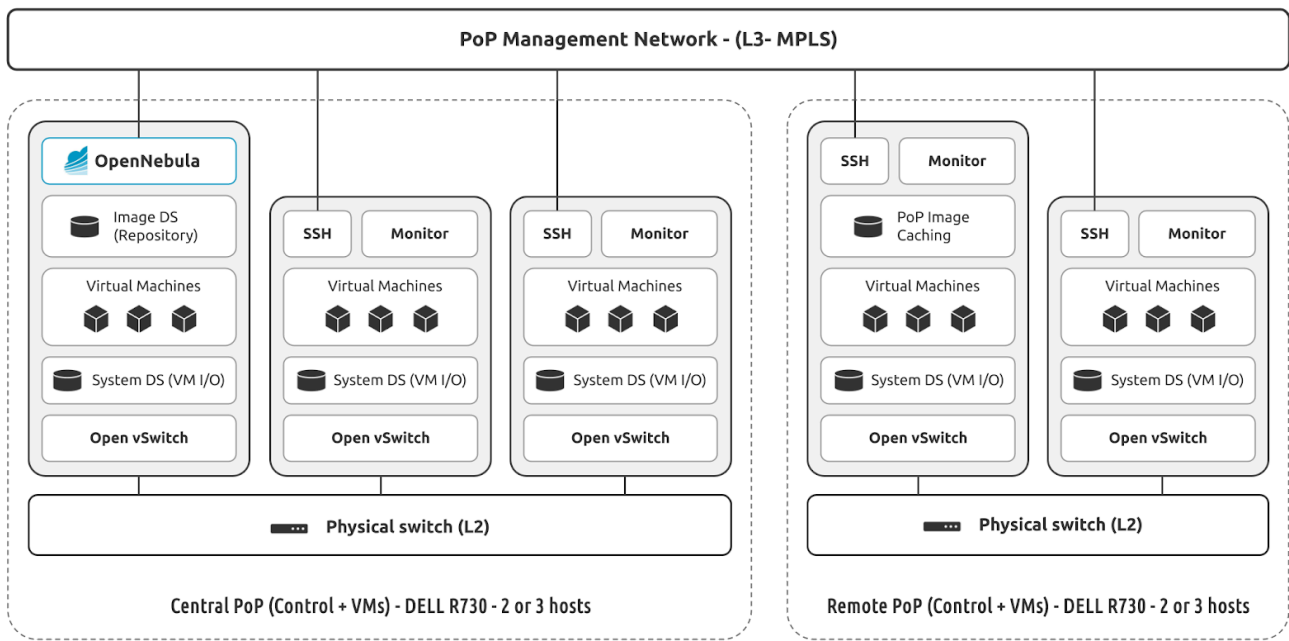 PoP Management Network - (L3- MPLS)
OpenNebula
Image DS
(Repository)
Virtual Machines
System DS (VM I/O)
Open vSwitch
SSH
Monitor
Virtual Machines
System DS (VM I/O)
Open vSwitch
SSH
Monitor
Virtual Machines
System DS (VM I/O)
Open vSwitch
Physical switch (L2)
Central PoP (Control + VMs) - DELL R730 - 2 or 3 hosts
SSH
Monitor
PoP Image
Caching
Virtual Machines
System DS (VM I/O)
Open vSwitch
SSH
Monitor
Virtual Machines
System DS (VM I/O)
Open vSwitch
Physical switch (L2)
Remote PoP (Control + VMs) - DELL R730 - 2 or 3 hosts